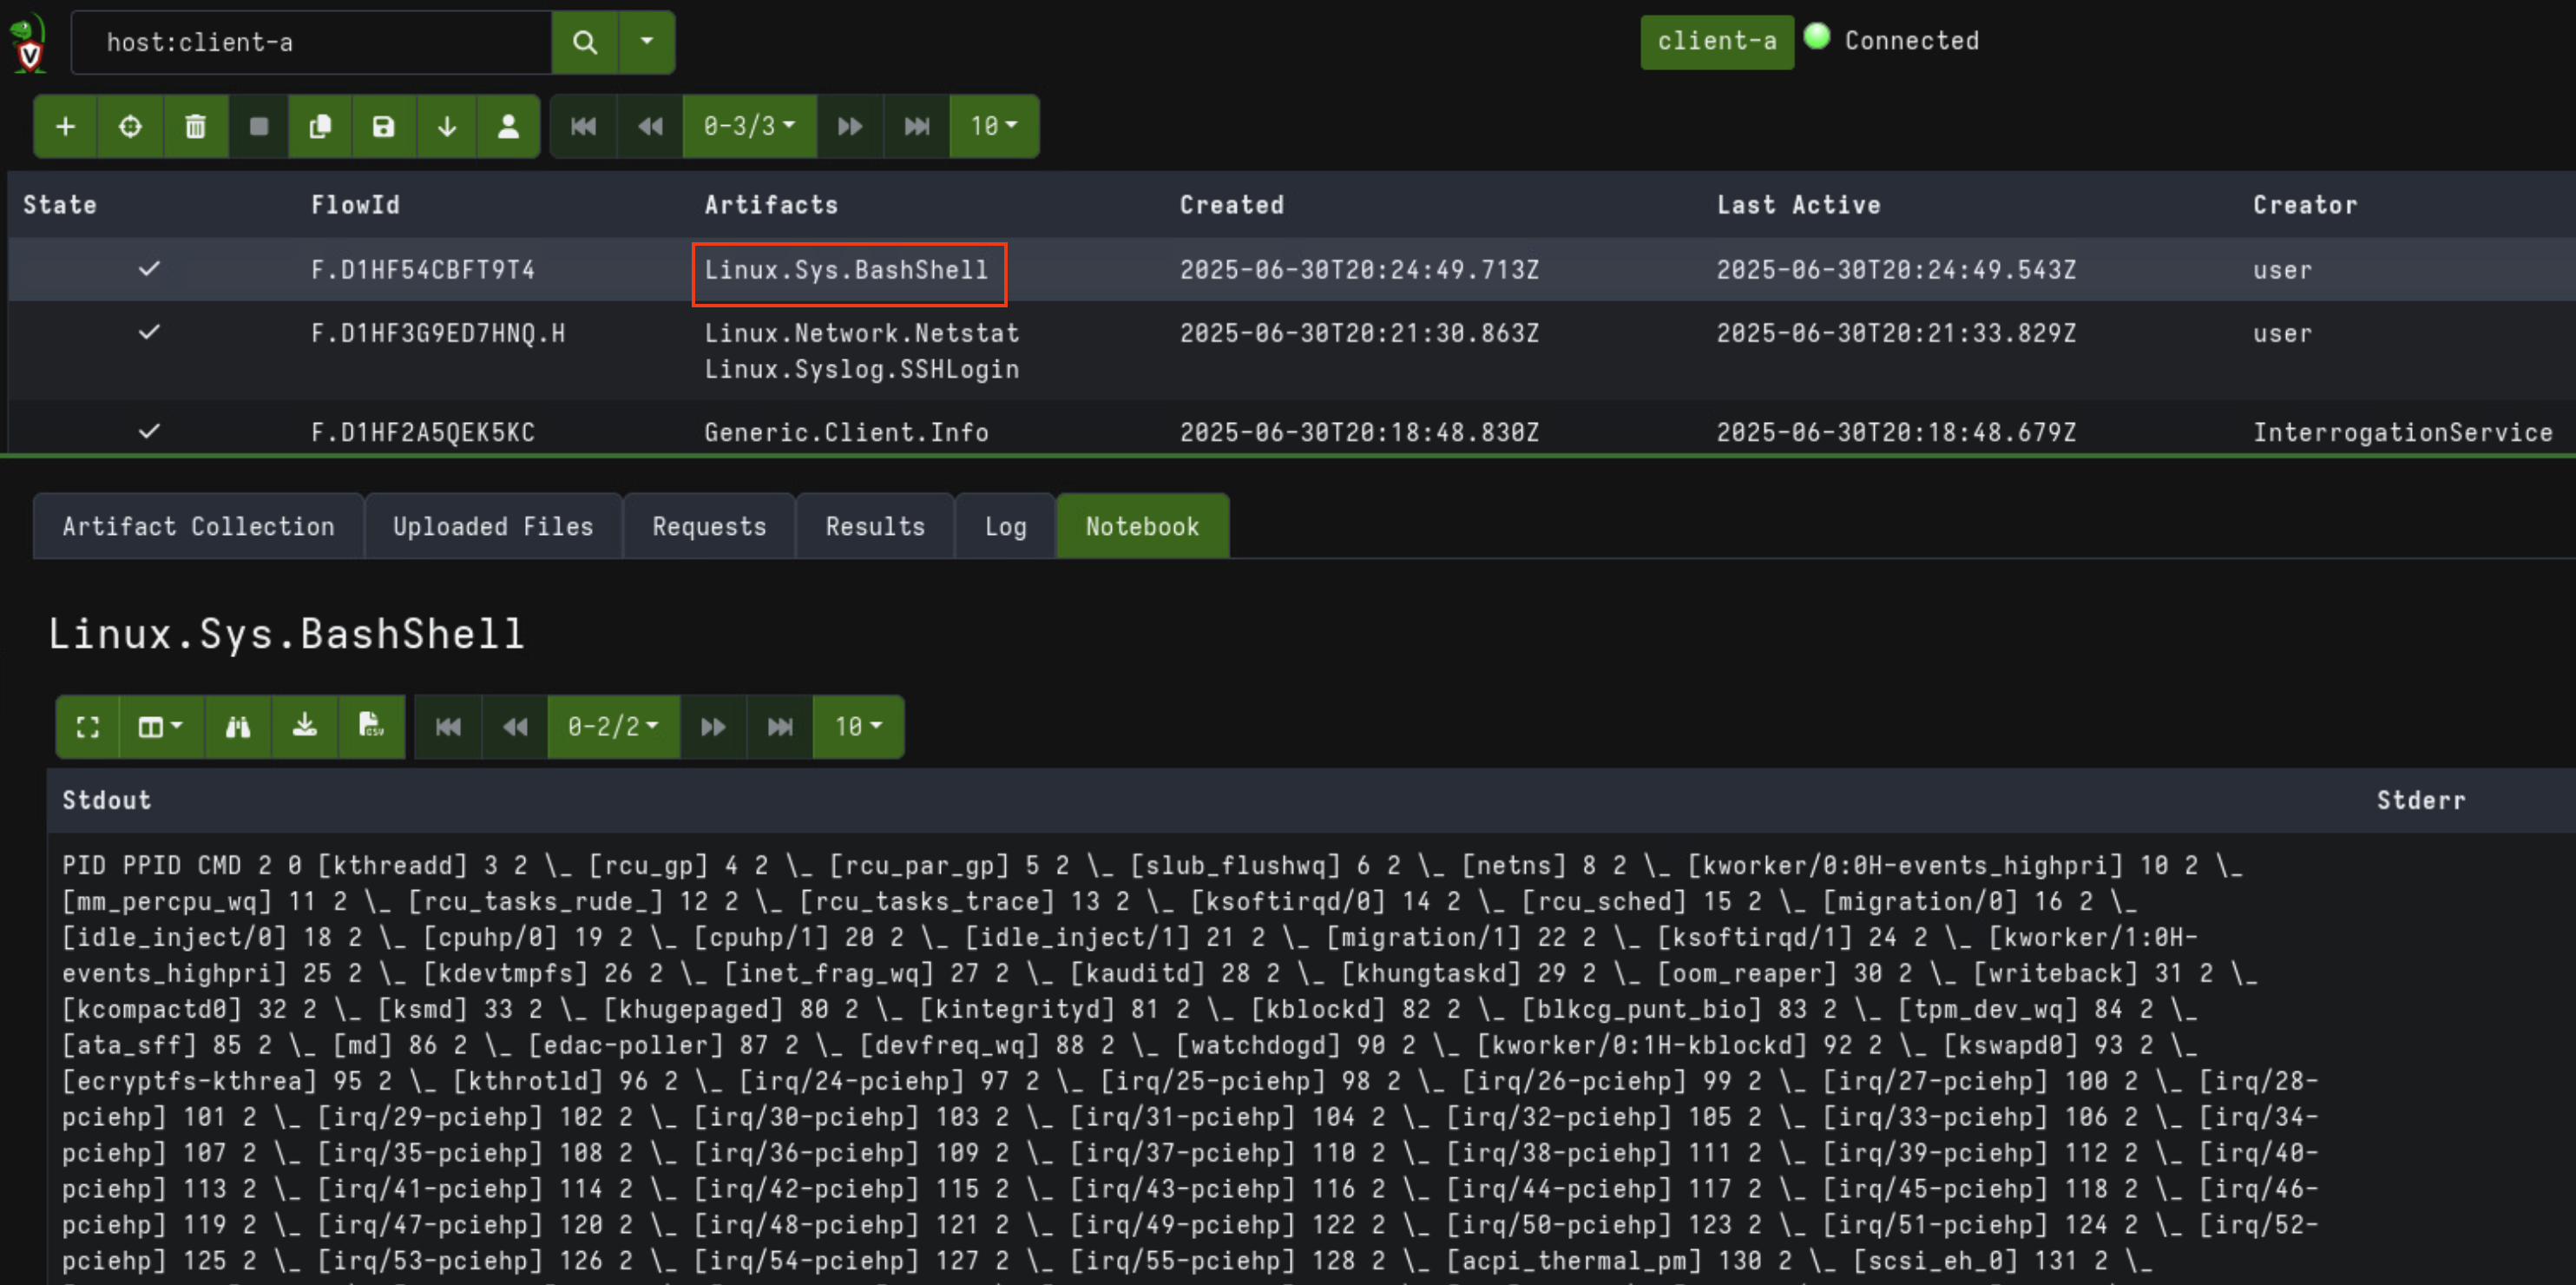 host:client-a
client-a Connected
0-3/3 10
State FlowId Artifacts Created Last Active Creator
F.D1HF54CBFT9T4 Linux.Sys.BashShell 2025-06-30T20:24:49.713Z 2025-06-30T20:24:49.543Z user
F.D1HF3G9ED7HNQ.H Linux.Network.Netstat 2025-06-30T20:21:30.863Z 2025-06-30T20:21:33.829Z user
Linux.Syslog.SSHLogin
F.D1HF2A5QEK5KC Generic.Client.Info 2025-06-30T20:18:48.830Z 2025-06-30T20:18:48.679Z InterrogationService
Artifact Collection Uploaded Files Requests Results Log Notebook
Linux.Sys.BashShell
CSV 0-2/2 10
Stdout Stderr
PID PPID CMD 2 0 [kthreadd] 3 2 \_ [rcu_gp] 4 2 \_ [rcu_par_gp] 5 2 \_ [slub_flushwq] 6 2 \_ [netns] 8 2 \_ [kworker/0:0H-events_highpri] 10 2 \_
[mm_percpu_wq] 11 2 \_ [rcu_tasks_rude_] 12 2 \_ [rcu_tasks_trace] 13 2 \_ [ksoftirqd/0] 14 2 \_ [rcu_sched] 15 2 \_ [migration/0] 16 2 \_
[idle_inject/0] 18 2 \_ [cpuhp/0] 19 2 \_ [cpuhp/1] 20 2 \_ [idle_inject/1] 21 2 \_ [migration/1] 22 2 \_ [ksoftirqd/1] 24 2 \_ [kworker/1:0H-
events_highpri] 25 2 \_ [kdevtmpfs] 26 2 \_ [inet_frag_wq] 27 2 \_ [kauditd] 28 2 \_ [khungtaskd] 29 2 \_ [oom_reaper] 30 2 \_ [writeback] 31 2 \_
[kcompactd0] 32 2 \_ [ksmd] 33 2 \_ [khugepaged] 80 2 \_ [kintegrityd] 81 2 \_ [kblockd] 82 2 \_ [blkcg_punt_bio] 83 2 \_ [tpm_dev_wq] 84 2 \_
[ata_sff] 85 2 \_ [md] 86 2 \_ [edac-poller] 87 2 \_ [devfreq_wq] 88 2 \_ [watchdogd] 90 2 \_ [kworker/0:1H-kblockd] 92 2 \_ [kswapd0] 93 2 \_
[ecryptfs-kthrea] 95 2 \_ [kthrotld] 96 2 \_ [irq/24-pciehp] 97 2 \_ [irq/25-pciehp] 98 2 \_ [irq/26-pciehp] 99 2 \_ [irq/27-pciehp] 100 2 \_ [irq/28-
pciehp] 101 2 \_ [irq/29-pciehp] 102 2 \_ [irq/30-pciehp] 103 2 \_ [irq/31-pciehp] 104 2 \_ [irq/32-pciehp] 105 2 \_ [irq/33-pciehp] 106 2 \_ [irq/34-
pciehp] 107 2 \_ [irq/35-pciehp] 108 2 \_ [irq/36-pciehp] 109 2 \_ [irq/37-pciehp] 110 2 \_ [irq/38-pciehp] 111 2 \_ [irq/39-pciehp] 112 2 \_ [irq/40-
pciehp] 113 2 \_ [irq/41-pciehp] 114 2 \_ [irq/42-pciehp] 115 2 \_ [irq/43-pciehp] 116 2 \_ [irq/44-pciehp] 117 2 \_ [irq/45-pciehp] 118 2 \_ [irq/46-
pciehp] 119 2 \_ [irq/47-pciehp] 120 2 \_ [irq/48-pciehp] 121 2 \_ [irq/49-pciehp] 122 2 \_ [irq/50-pciehp] 123 2 \_ [irq/51-pciehp] 124 2 \_ [irq/52-
pciehp] 125 2 \_ [irq/53-pciehp] 126 2 \_ [irq/54-pciehp] 127 2 \_ [irq/55-pciehp] 128 2 \_ [acpi_thermal_pm] 130 2 \_ [scsi_eh_0] 131 2 \_